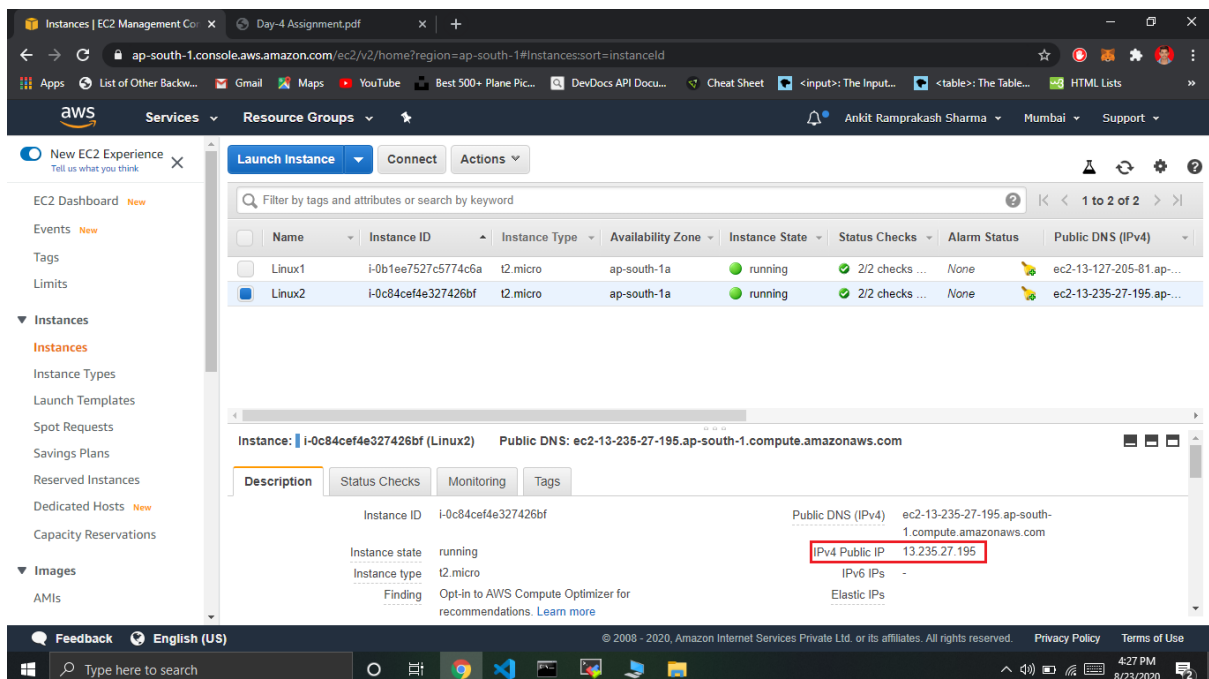 Instances | EC2 Management Cor
Day-4 Assignment.pdf
ap-south-1.console.aws.amazon.com/ec2/v2/home?region=ap-south-1#Instances:sort=instanceId
Apps List of Other Backw... Gmail Maps YouTube Best 500+ Plane Pic... DevDocs API Docu... Cheat Sheet <input>: The Input... <table>: The Table... HTML Lists »
aws Services Resource Groups Ankit Ramprakash Sharma Mumbai Support
New EC2 Experience
Tell us what you think
EC2 Dashboard New
Events New
Tags
Limits
Instances
Instances
Instance Types
Launch Templates
Spot Requests
Savings Plans
Reserved Instances
Dedicated Hosts New
Capacity Reservations
Images
AMIs
Launch Instance Connect Actions
Filter by tags and attributes or search by keyword 1 to 2 of 2
Name Instance ID Instance Type Availability Zone Instance State Status Checks Alarm Status Public DNS (IPv4)
Linux1 i-0b1ee7527c5774c6a t2.micro ap-south-1a running 2/2 checks ... None ec2-13-127-205-81.ap-...
Linux2 i-0c84cef4e327426bf t2.micro ap-south-1a running 2/2 checks ... None ec2-13-235-27-195.ap-...
Instance: i-0c84cef4e327426bf (Linux2) Public DNS: ec2-13-235-27-195.ap-south-1.compute.amazonaws.com
Description Status Checks Monitoring Tags
Instance ID i-0c84cef4e327426bf
Instance state running
Instance type t2.micro
Finding Opt-in to AWS Compute Optimizer for
recommendations. Learn more
Public DNS (IPv4) ec2-13-235-27-195.ap-south-
1.compute.amazonaws.com
IPv4 Public IP 13.235.27.195
IPv6 IPs -
Elastic IPs
Feedback English (US) © 2008 - 2020, Amazon Internet Services Private Ltd. or its affiliates. All rights reserved. Privacy Policy Terms of Use
Type here to search
4:27 PM
8/23/2020
2